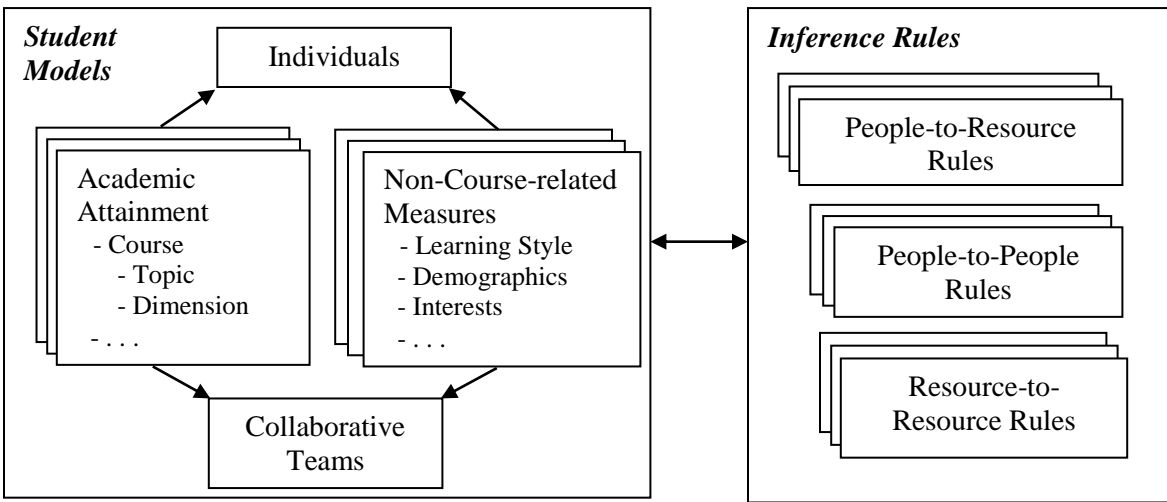 Student
Models
Individuals
Academic
Attainment
- Course
- Topic
- Dimension
- . . .
Non-Course-related
Measures
- Learning Style
- Demographics
- Interests
- . . .
Collaborative
Teams
Inference Rules
People-to-Resource
Rules
People-to-People
Rules
Resource-to-
Resource Rules